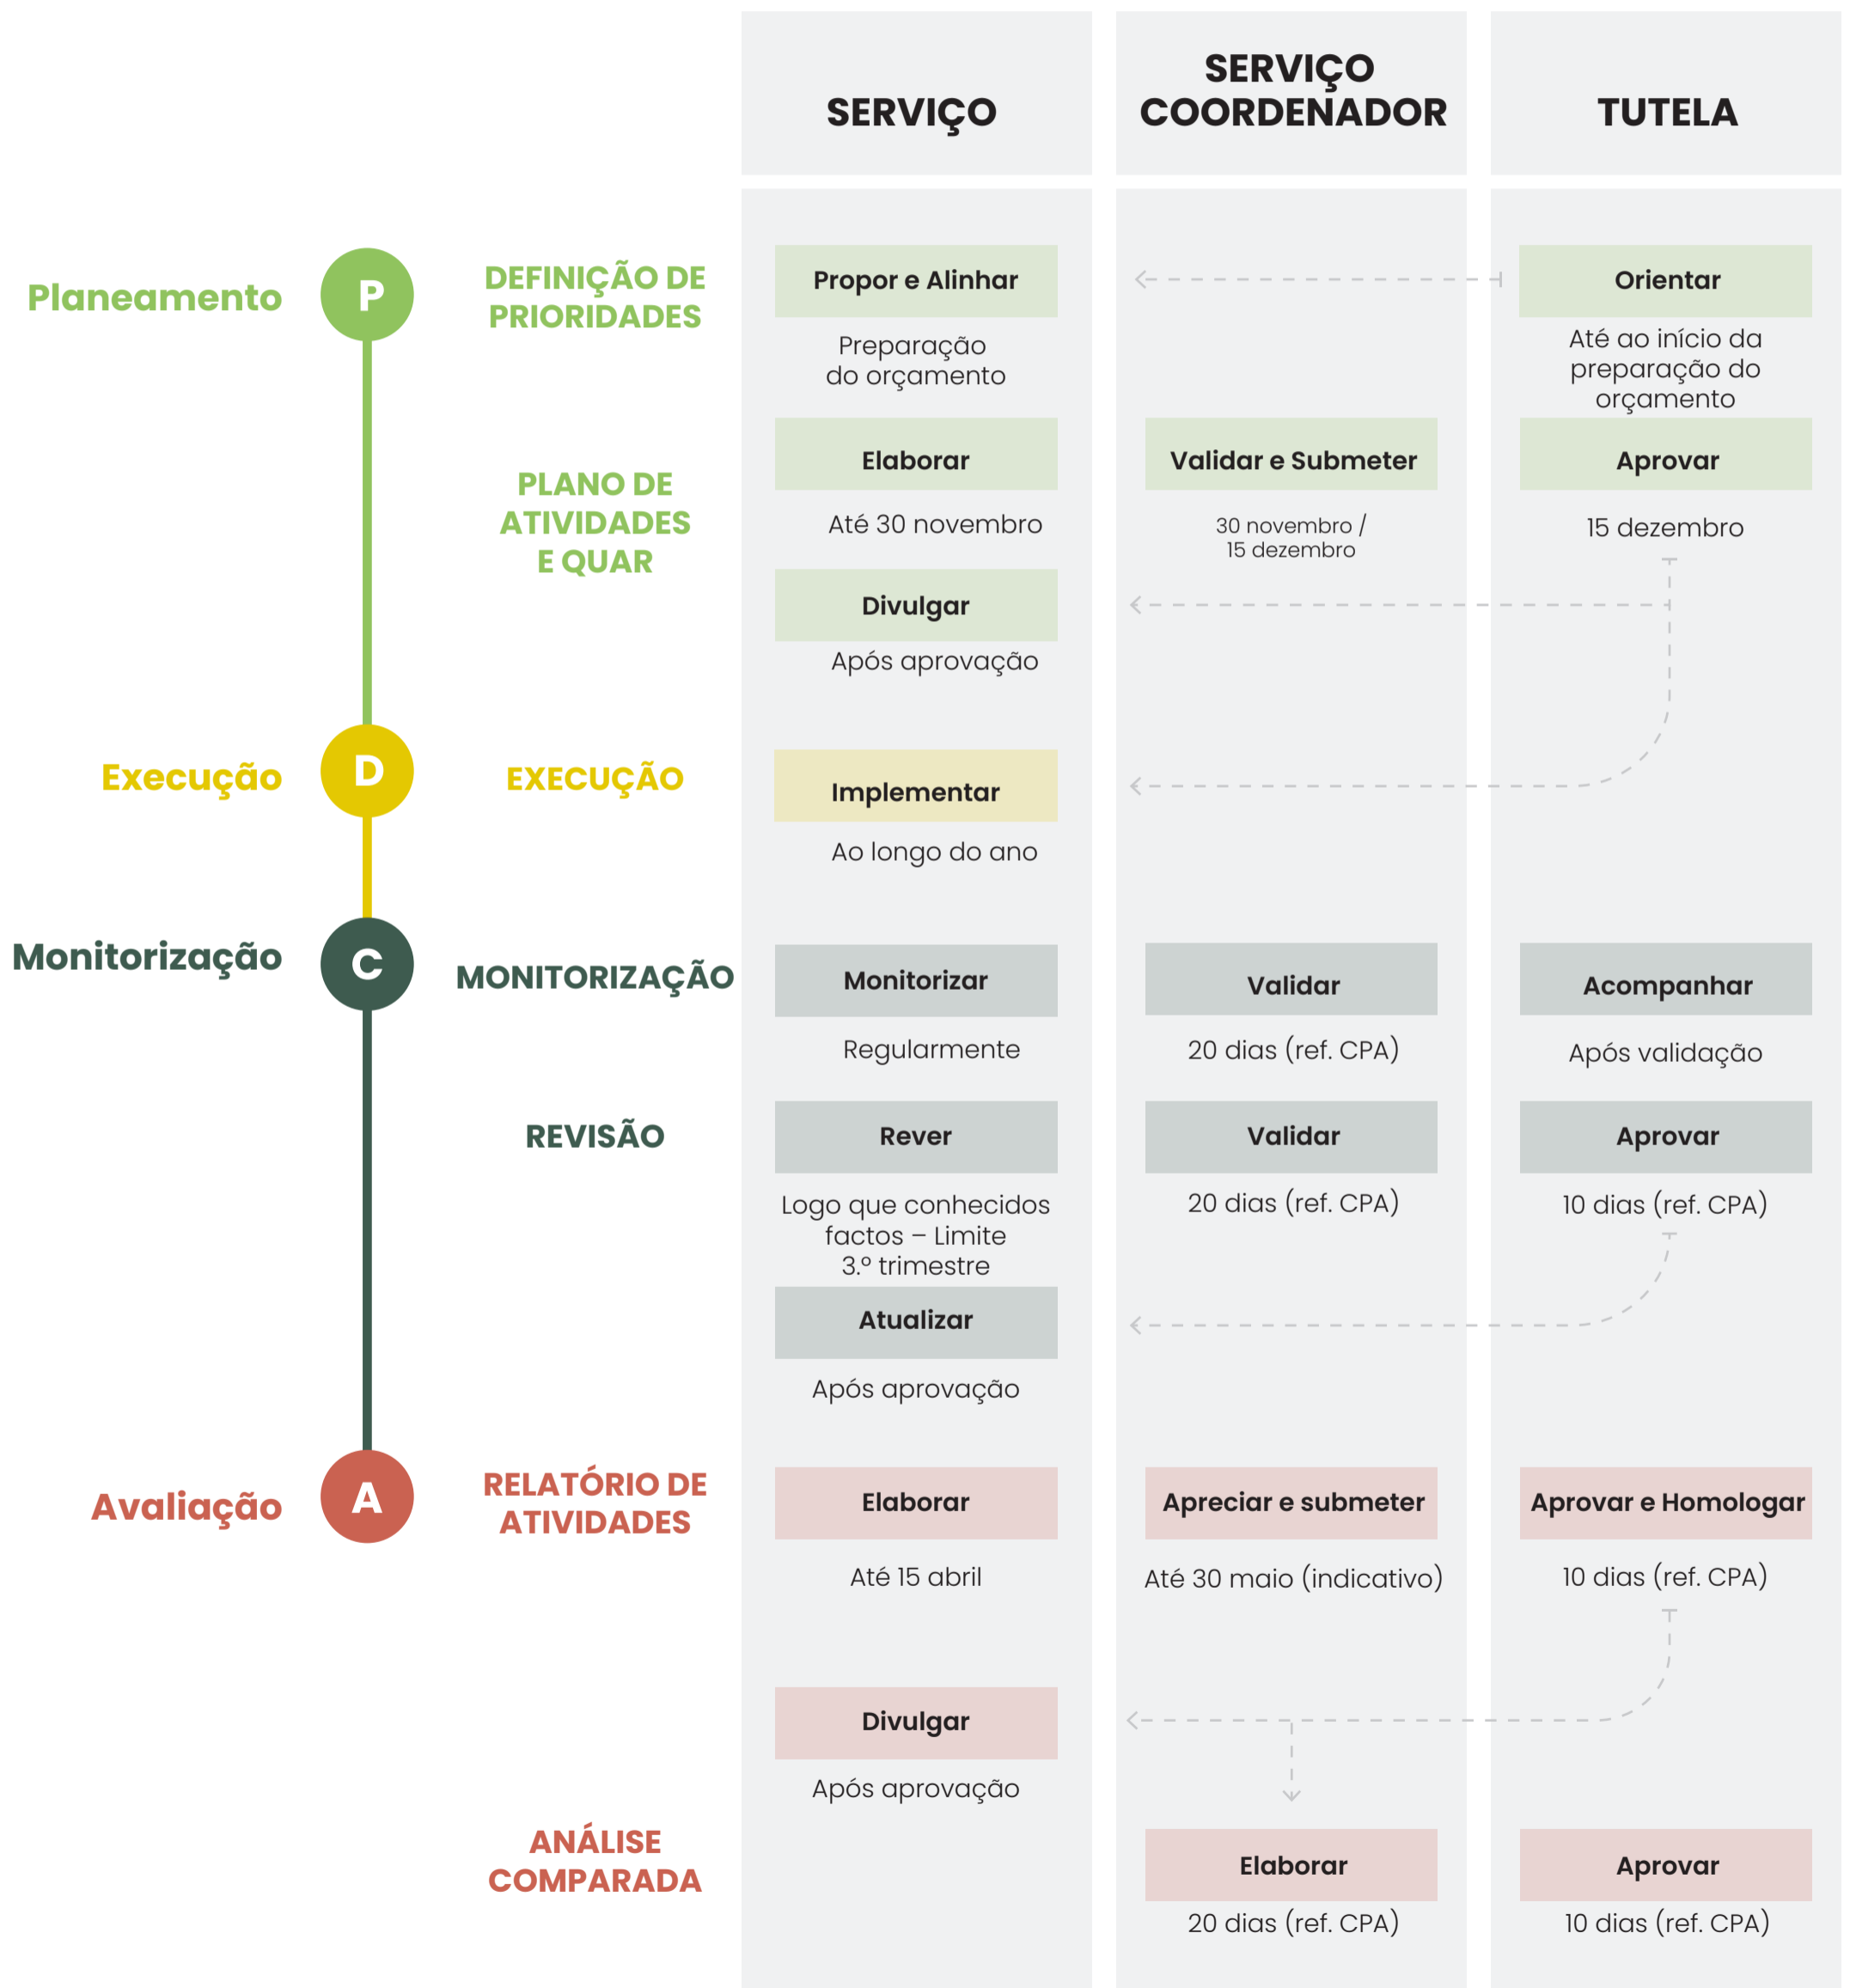 SERVIÇO
SERVIÇO
COORDENADOR
TUTELA
Planeamento
P
DEFINIÇÃO DE
PRIORIDADES
Propor e Alinhar
Preparação
do orçamento
Orientar
Até ao início da
preparação do
orçamento
PLANO DE
ATIVIDADES
E QUAR
Elaborar
Até 30 novembro
Validar e Submeter
30 novembro /
15 dezembro
Aprovar
15 dezembro
Divulgar
Após aprovação
Execução
D
EXECUÇÃO
Implementar
Ao longo do ano
Monitorização
C
MONITORIZAÇÃO
Monitorizar
Regularmente
Validar
20 dias (ref. CPA)
Acompanhar
Após validação
REVISÃO
Rever
Logo que conhecidos
factos – Limite
3.º trimestre
Validar
20 dias (ref. CPA)
Aprovar
10 dias (ref. CPA)
Atualizar
Após aprovação
Avaliação
A
RELATÓRIO DE
ATIVIDADES
Elaborar
Até 15 abril
Apreciar e submeter
Até 30 maio (indicativo)
Aprovar e Homologar
10 dias (ref. CPA)
Divulgar
Após aprovação
ANÁLISE
COMPARADA
Elaborar
20 dias (ref. CPA)
Aprovar
10 dias (ref. CPA)